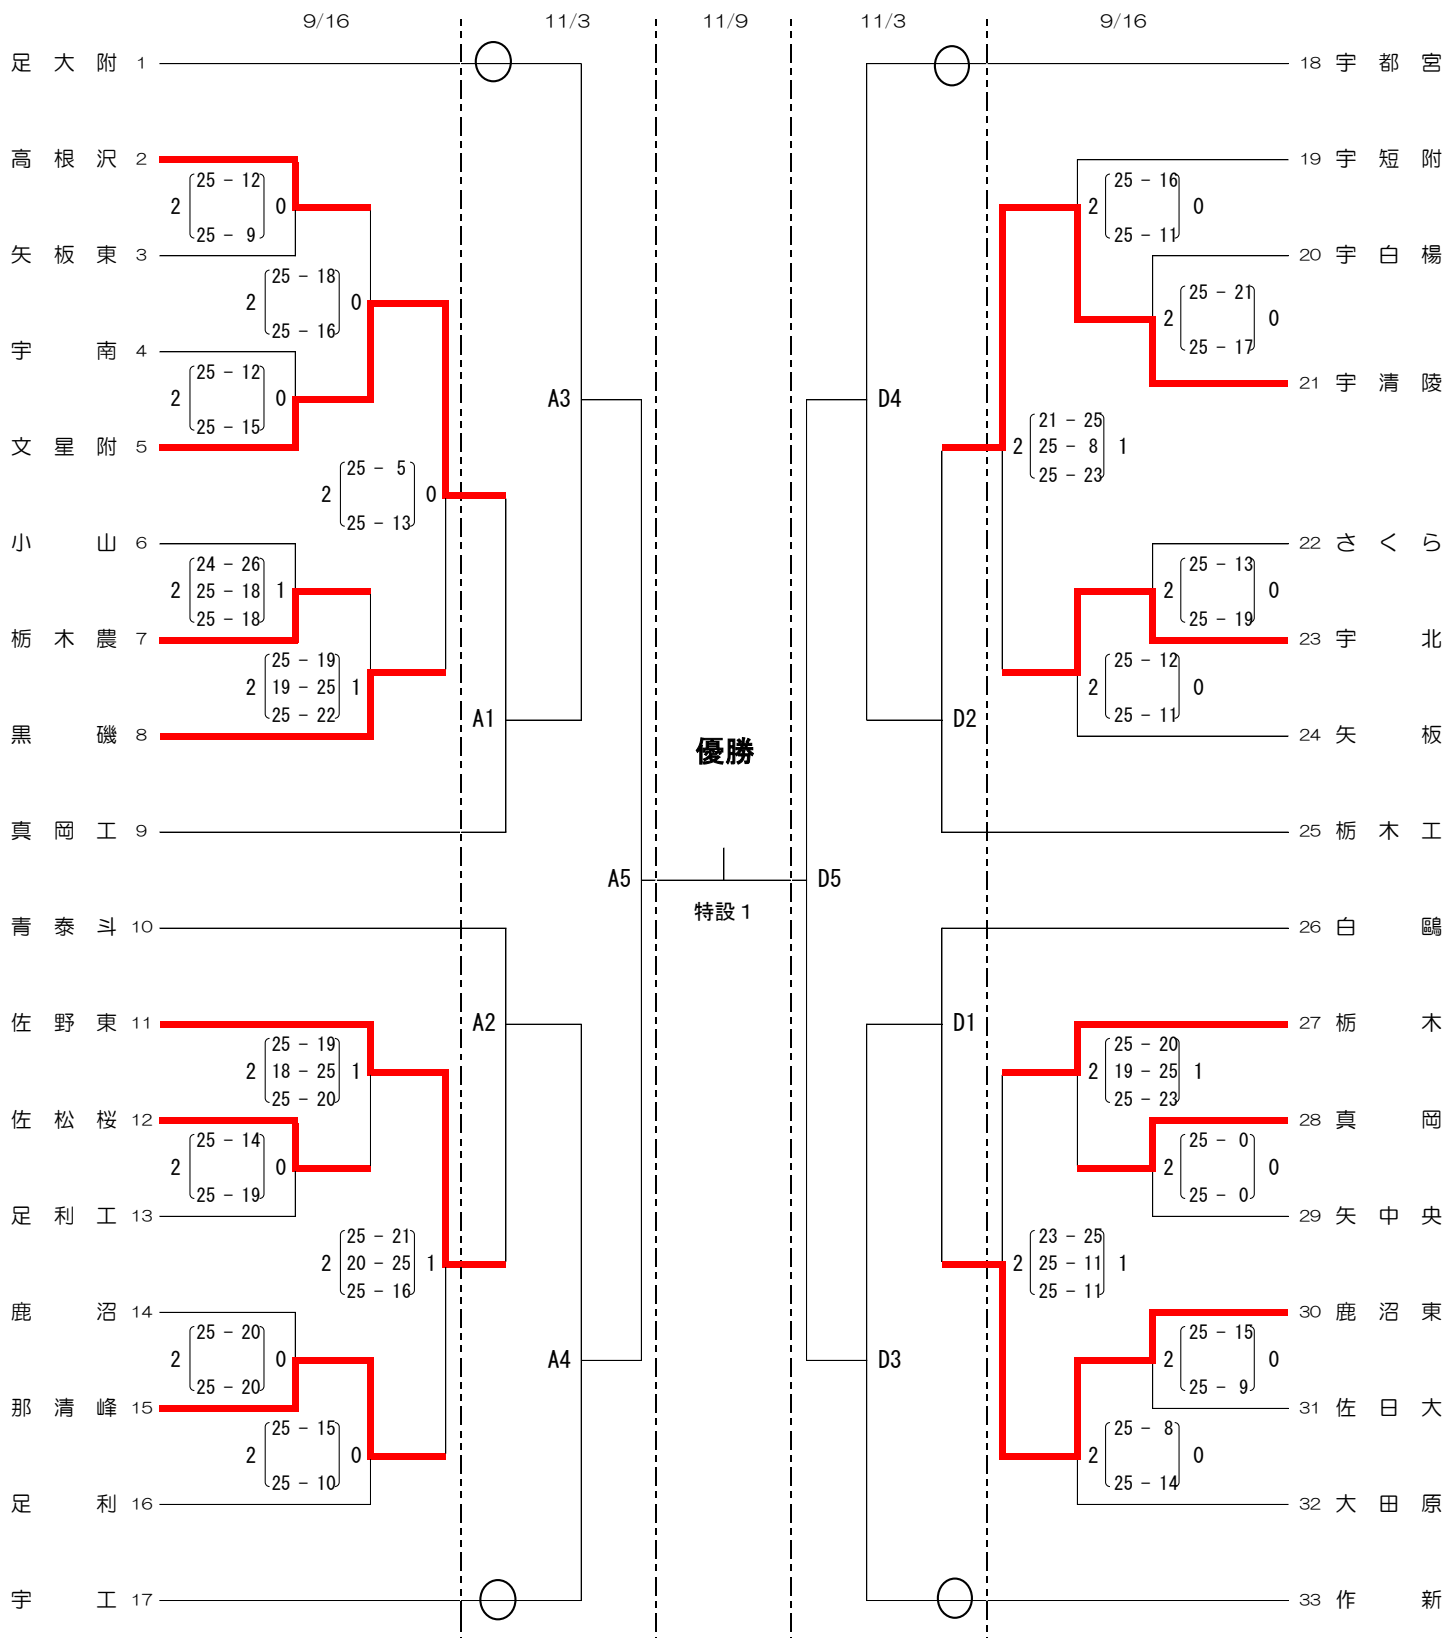 9/16 11/3 11/9 11/3 9/16
足大附 1
18 宇都宮
高根沢 2
19 宇短附
25 - 12
2 0
25 - 9
25 - 16
2 0
25 - 11
矢板東 3
20 宇白楊
25 - 18
2 0
25 - 16
25 - 21
2 0
25 - 17
宇南 4
21 宇清陵
25 - 12
2 0
25 - 15
A3
D4
文星附 5
21 - 25
2 25 - 8 1
25 - 23
25 - 5
2 0
25 - 13
小山 6
22 さくら
24 - 26
2 25 - 18 1
25 - 18
25 - 13
2 0
25 - 19
栃木農 7
23 宇北
25 - 19
2 19 - 25 1
25 - 22
25 - 12
2 0
25 - 11
A1
D2
黒磯 8
24 矢板
優勝
真岡工 9
25 栃木工
A5
D5
特設1
青泰斗 10
26 白鷗
佐野東 11
A2
D1
27 栃木
25 - 19
2 18 - 25 1
25 - 20
25 - 20
2 19 - 25 1
25 - 23
佐松桜 12
28 真岡
25 - 14
2 0
25 - 19
25 - 0
2 0
25 - 0
足利工 13
29 矢中央
25 - 21
2 20 - 25 1
25 - 16
23 - 25
2 25 - 11 1
25 - 11
鹿沼 14
30 鹿沼東
25 - 20
2 0
25 - 20
A4
D3
25 - 15
2 0
25 - 9
那清峰 15
31 佐日大
25 - 15
2 0
25 - 10
25 - 8
2 0
25 - 14
足利 16
32 大田原
宇工 17
33 作新